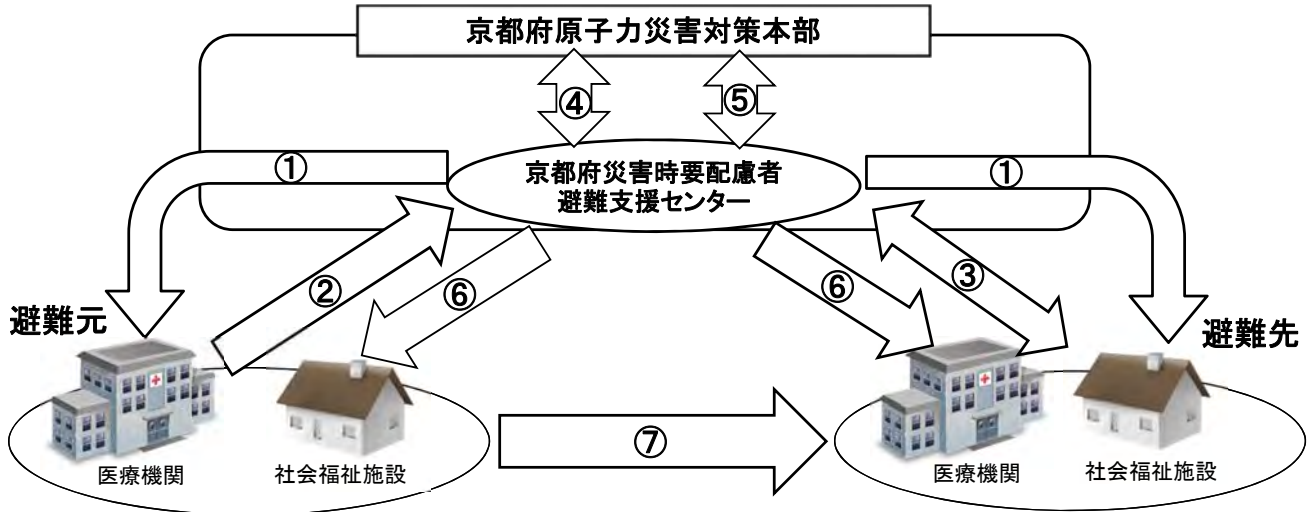 京都府原子力災害対策本部
④
⑤
①
京都府災害時要配慮者
避難支援センター
①
②
⑥
⑥
③
避難元
避難先
医療機関
社会福祉施設
⑦
医療機関
社会福祉施設